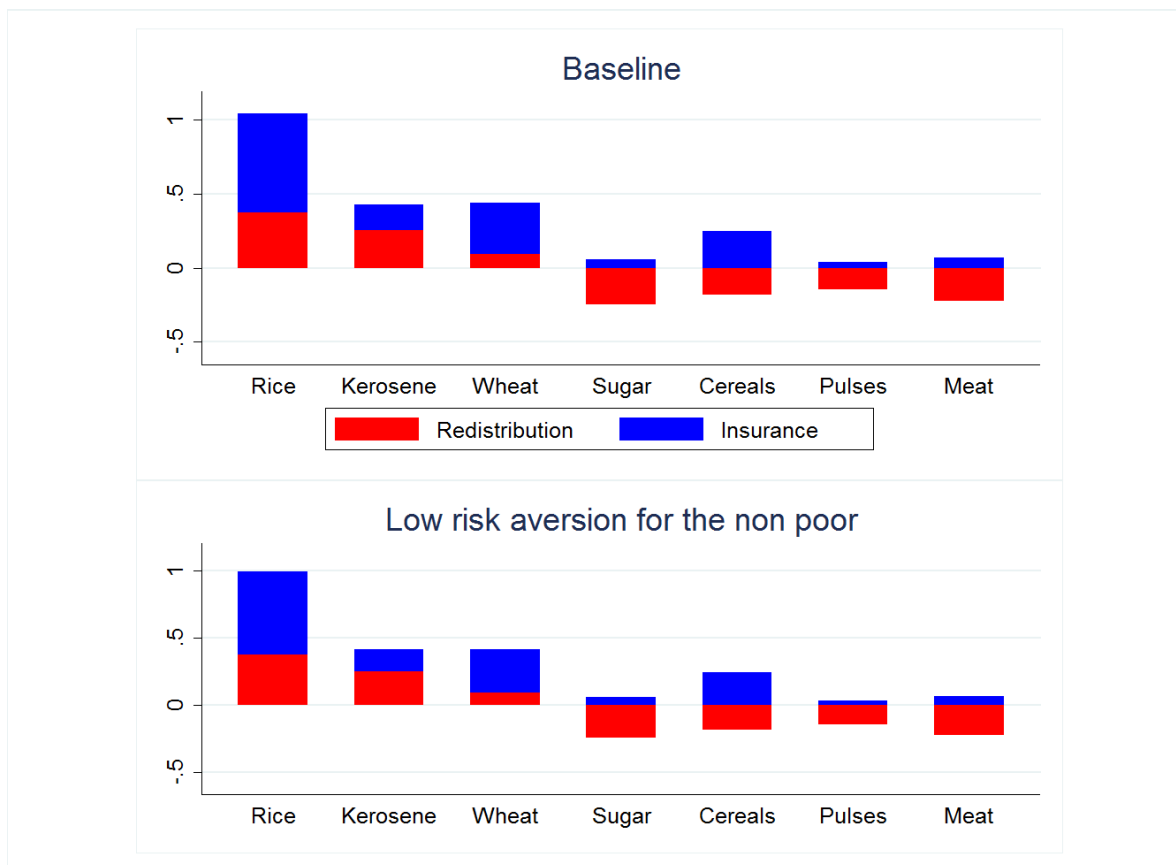 Baseline
1
.5
0
-.5
Rice Kerosene Wheat Sugar Cereals Pulses Meat
Redistribution Insurance
Low risk aversion for the non poor
1
.5
0
-.5
Rice Kerosene Wheat Sugar Cereals Pulses Meat